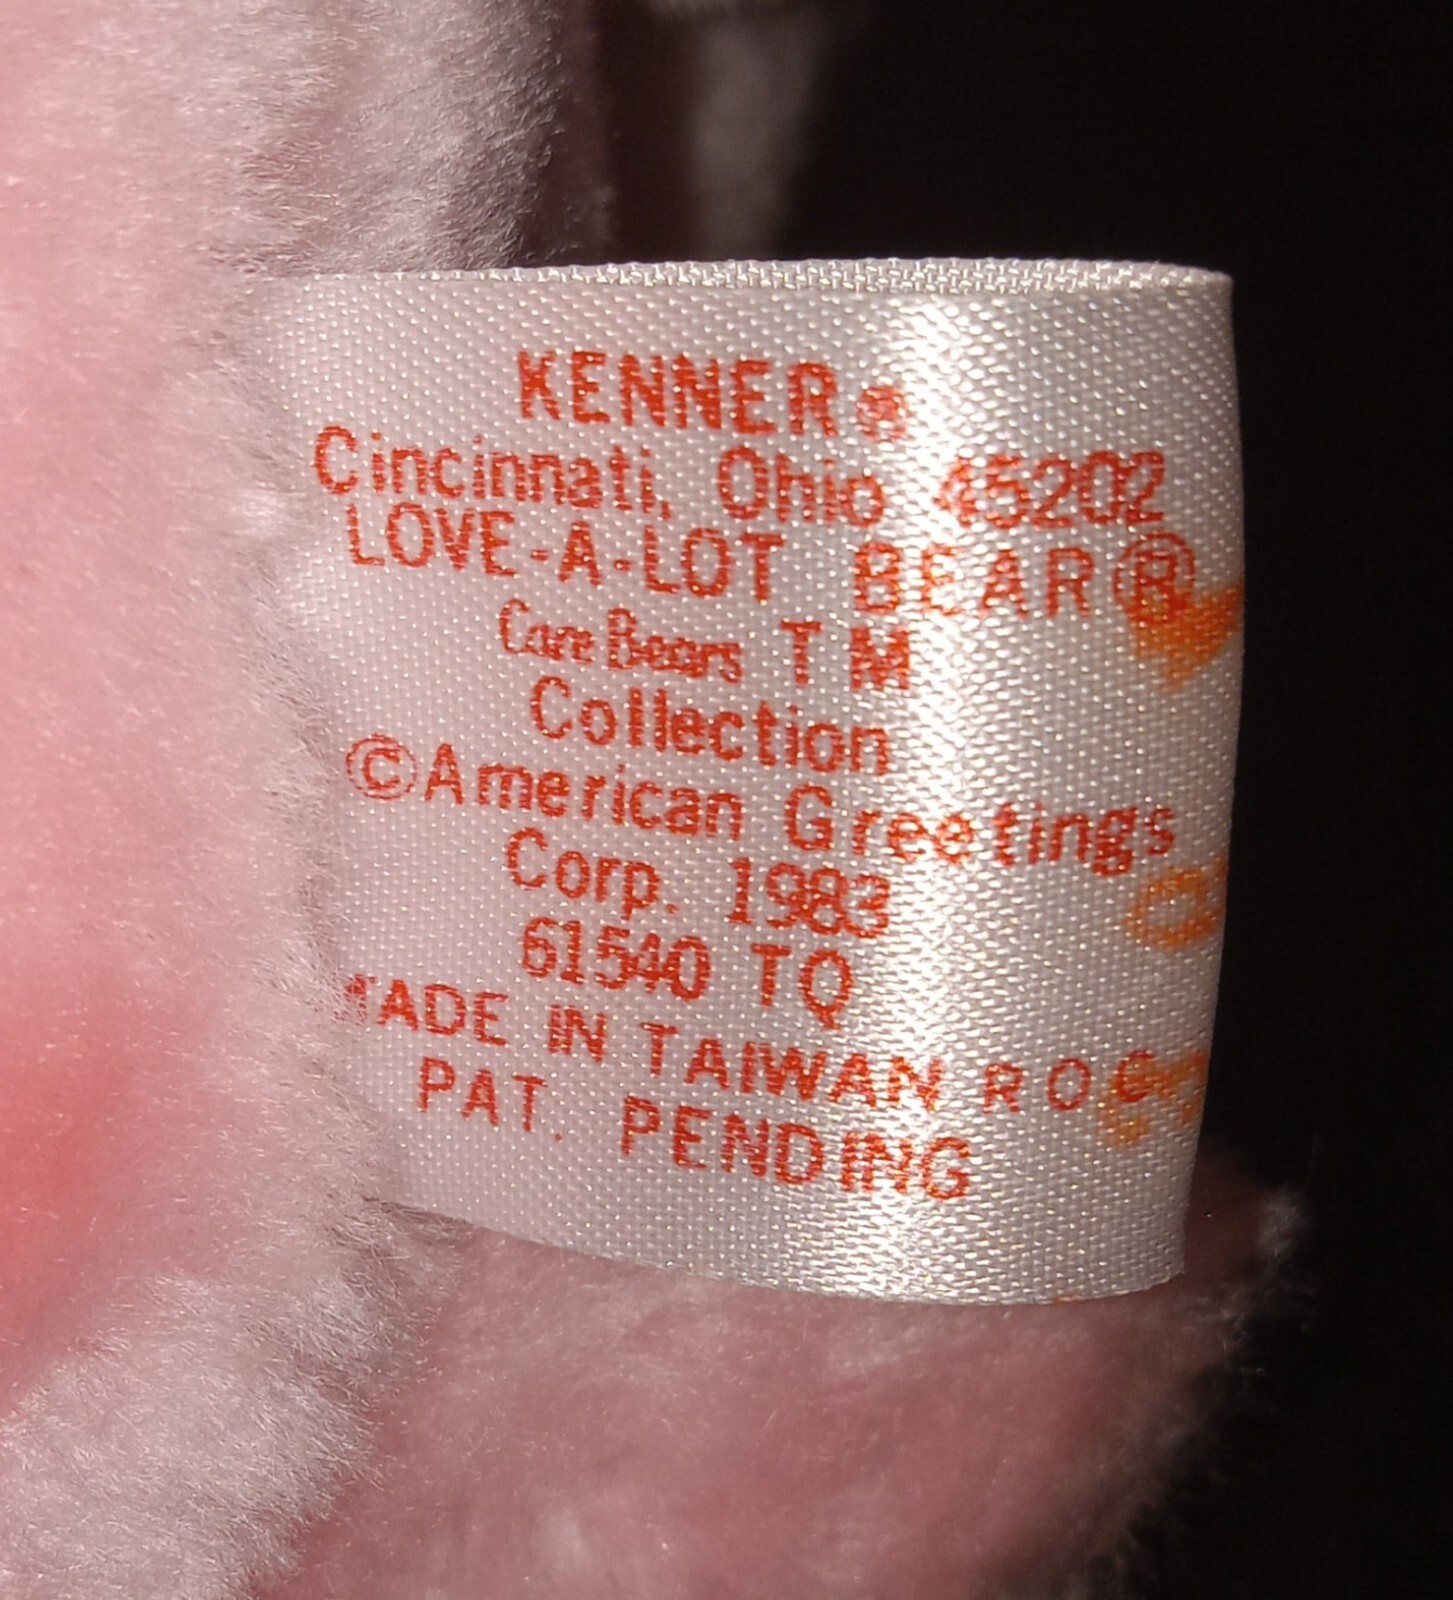 KENNER®
Cincinnati, Ohio 45202
LOVE-A-LOT BEAR®
Care Bears TM
Collection
©American Greetings
Corp. 1983
61540 TQ
MADE IN TAIWAN ROC
PAT. PENDING